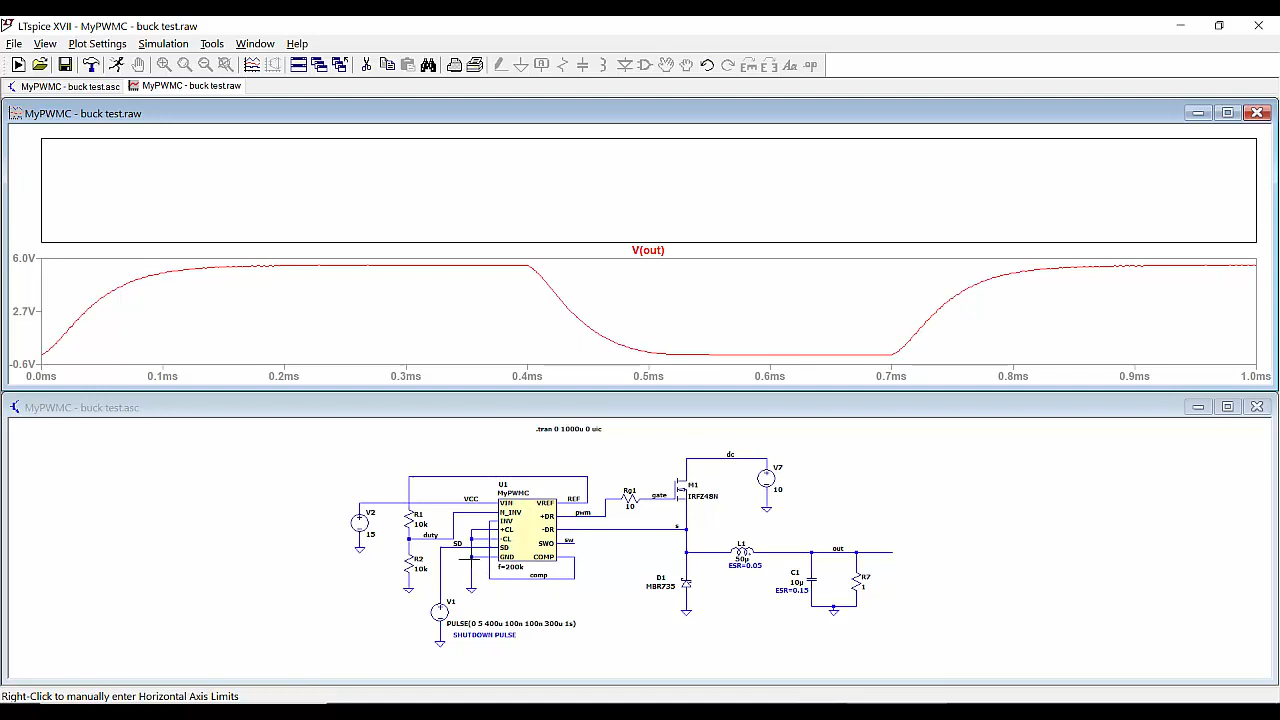 LTspice XVII - MyPWMC - buck test.raw
File View Plot Settings Simulation Tools Window Help
MyPWMC - buck test.asc MyPWMC - buck test.raw
MyPWMC - buck test.raw
V(out)
6.0V
2.7V
-0.6V
0.0ms 0.1ms 0.2ms 0.3ms 0.4ms 0.5ms 0.6ms 0.7ms 0.8ms 0.9ms 1.0ms
MyPWMC - buck test.asc
.tran 0 1000u 0 uic
dc
V7
10
U1
MyPWMC
Rg1
10
gate
M1
IRFZ48N
VCC
VIN VREF
REF
V2
15
R1
10k
N_INV
+DR
pwm
INV
+CL
-DR
s
duty
-CL
SWO
sw
SD
SD
GND
COMP
R2
10k
f=200k
comp
L1
50µ
ESR=0.05
out
D1
MBR735
C1
10µ
ESR=0.15
R7
1
V1
PULSE(0 5 400u 100n 100n 300u 1s)
SHUTDOWN PULSE
Right-Click to manually enter Horizontal Axis Limits